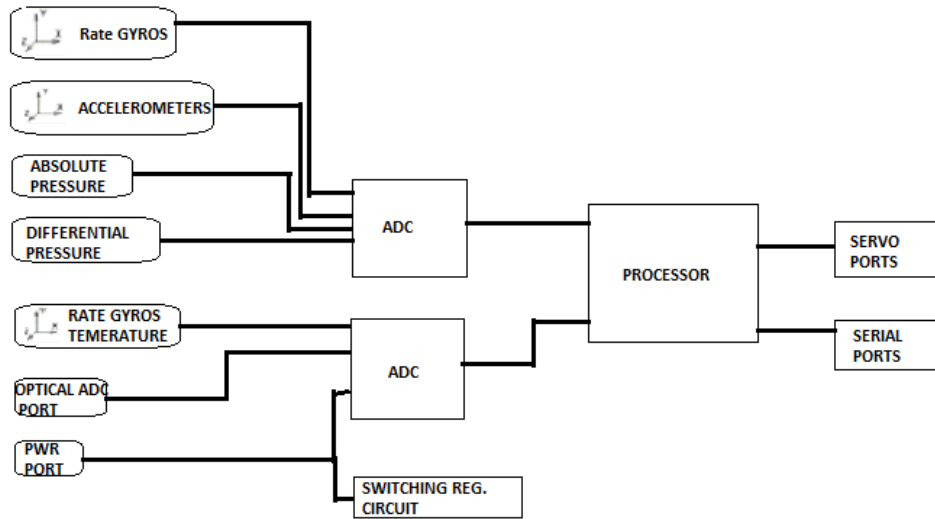 Rate GYROS
ACCELEROMETERS
ABSOLUTE
PRESSURE
DIFFERENTIAL
PRESSURE
ADC
PROCESSOR
SERVO
PORTS
SERIAL
PORTS
RATE GYROS
TEMERATURE
ADC
OPTICAL ADC
PORT
PWR
PORT
SWITCHING REG.
CIRCUIT